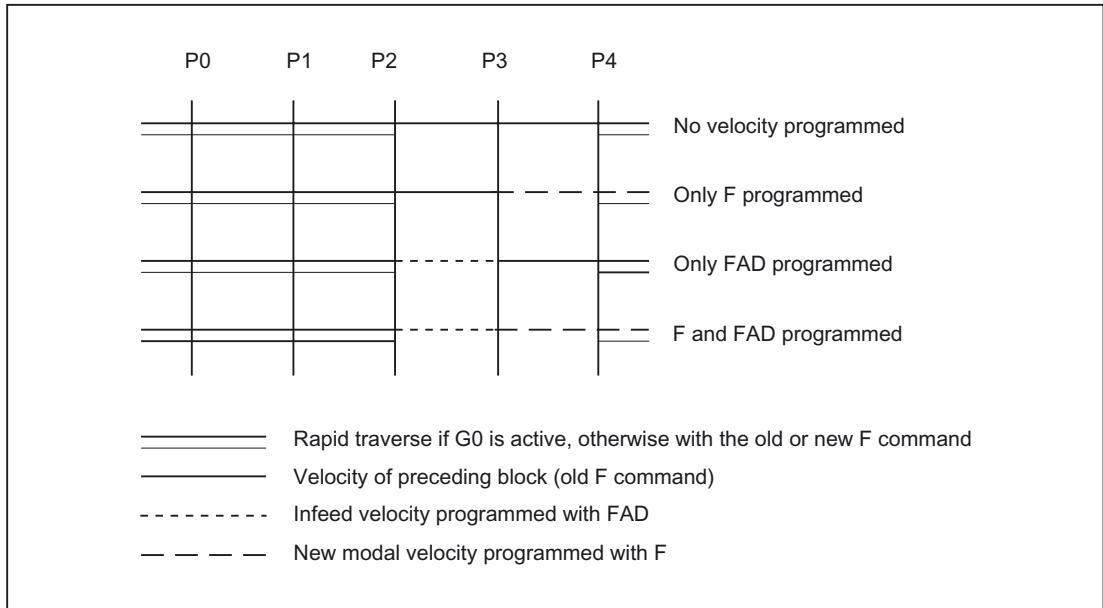 P0 P1 P2 P3 P4
No velocity programmed
Only F programmed
Only FAD programmed
F and FAD programmed
Rapid traverse if G0 is active, otherwise with the old or new F command
Velocity of preceding block (old F command)
Infeed velocity programmed with FAD
New modal velocity programmed with F